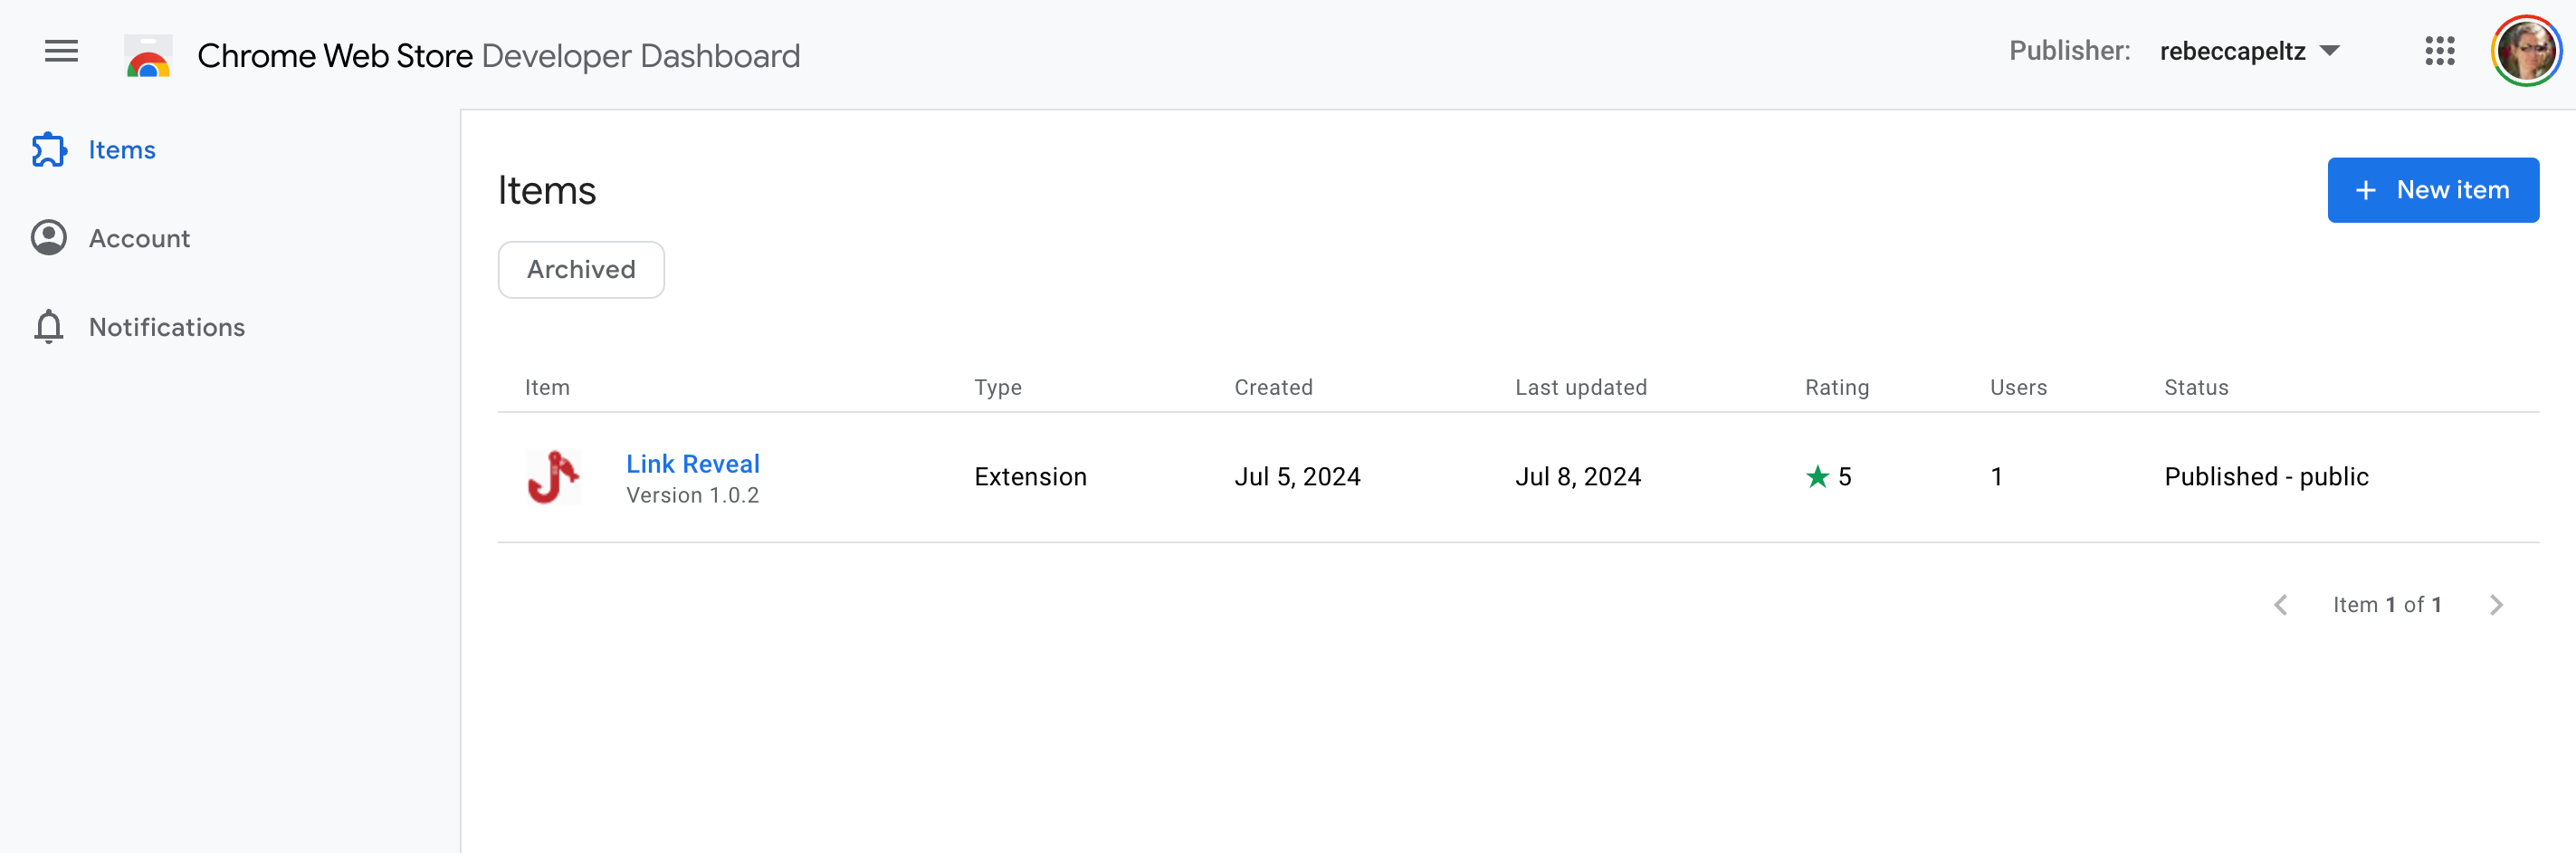 Chrome Web Store Developer Dashboard
Publisher: rebeccapeltz
Items
Account
Notifications
Items
+ New item
Archived
Item Type Created Last updated Rating Users Status
Link Reveal
Version 1.0.2
Extension Jul 5, 2024 Jul 8, 2024 ★ 5 1 Published - public
Item 1 of 1